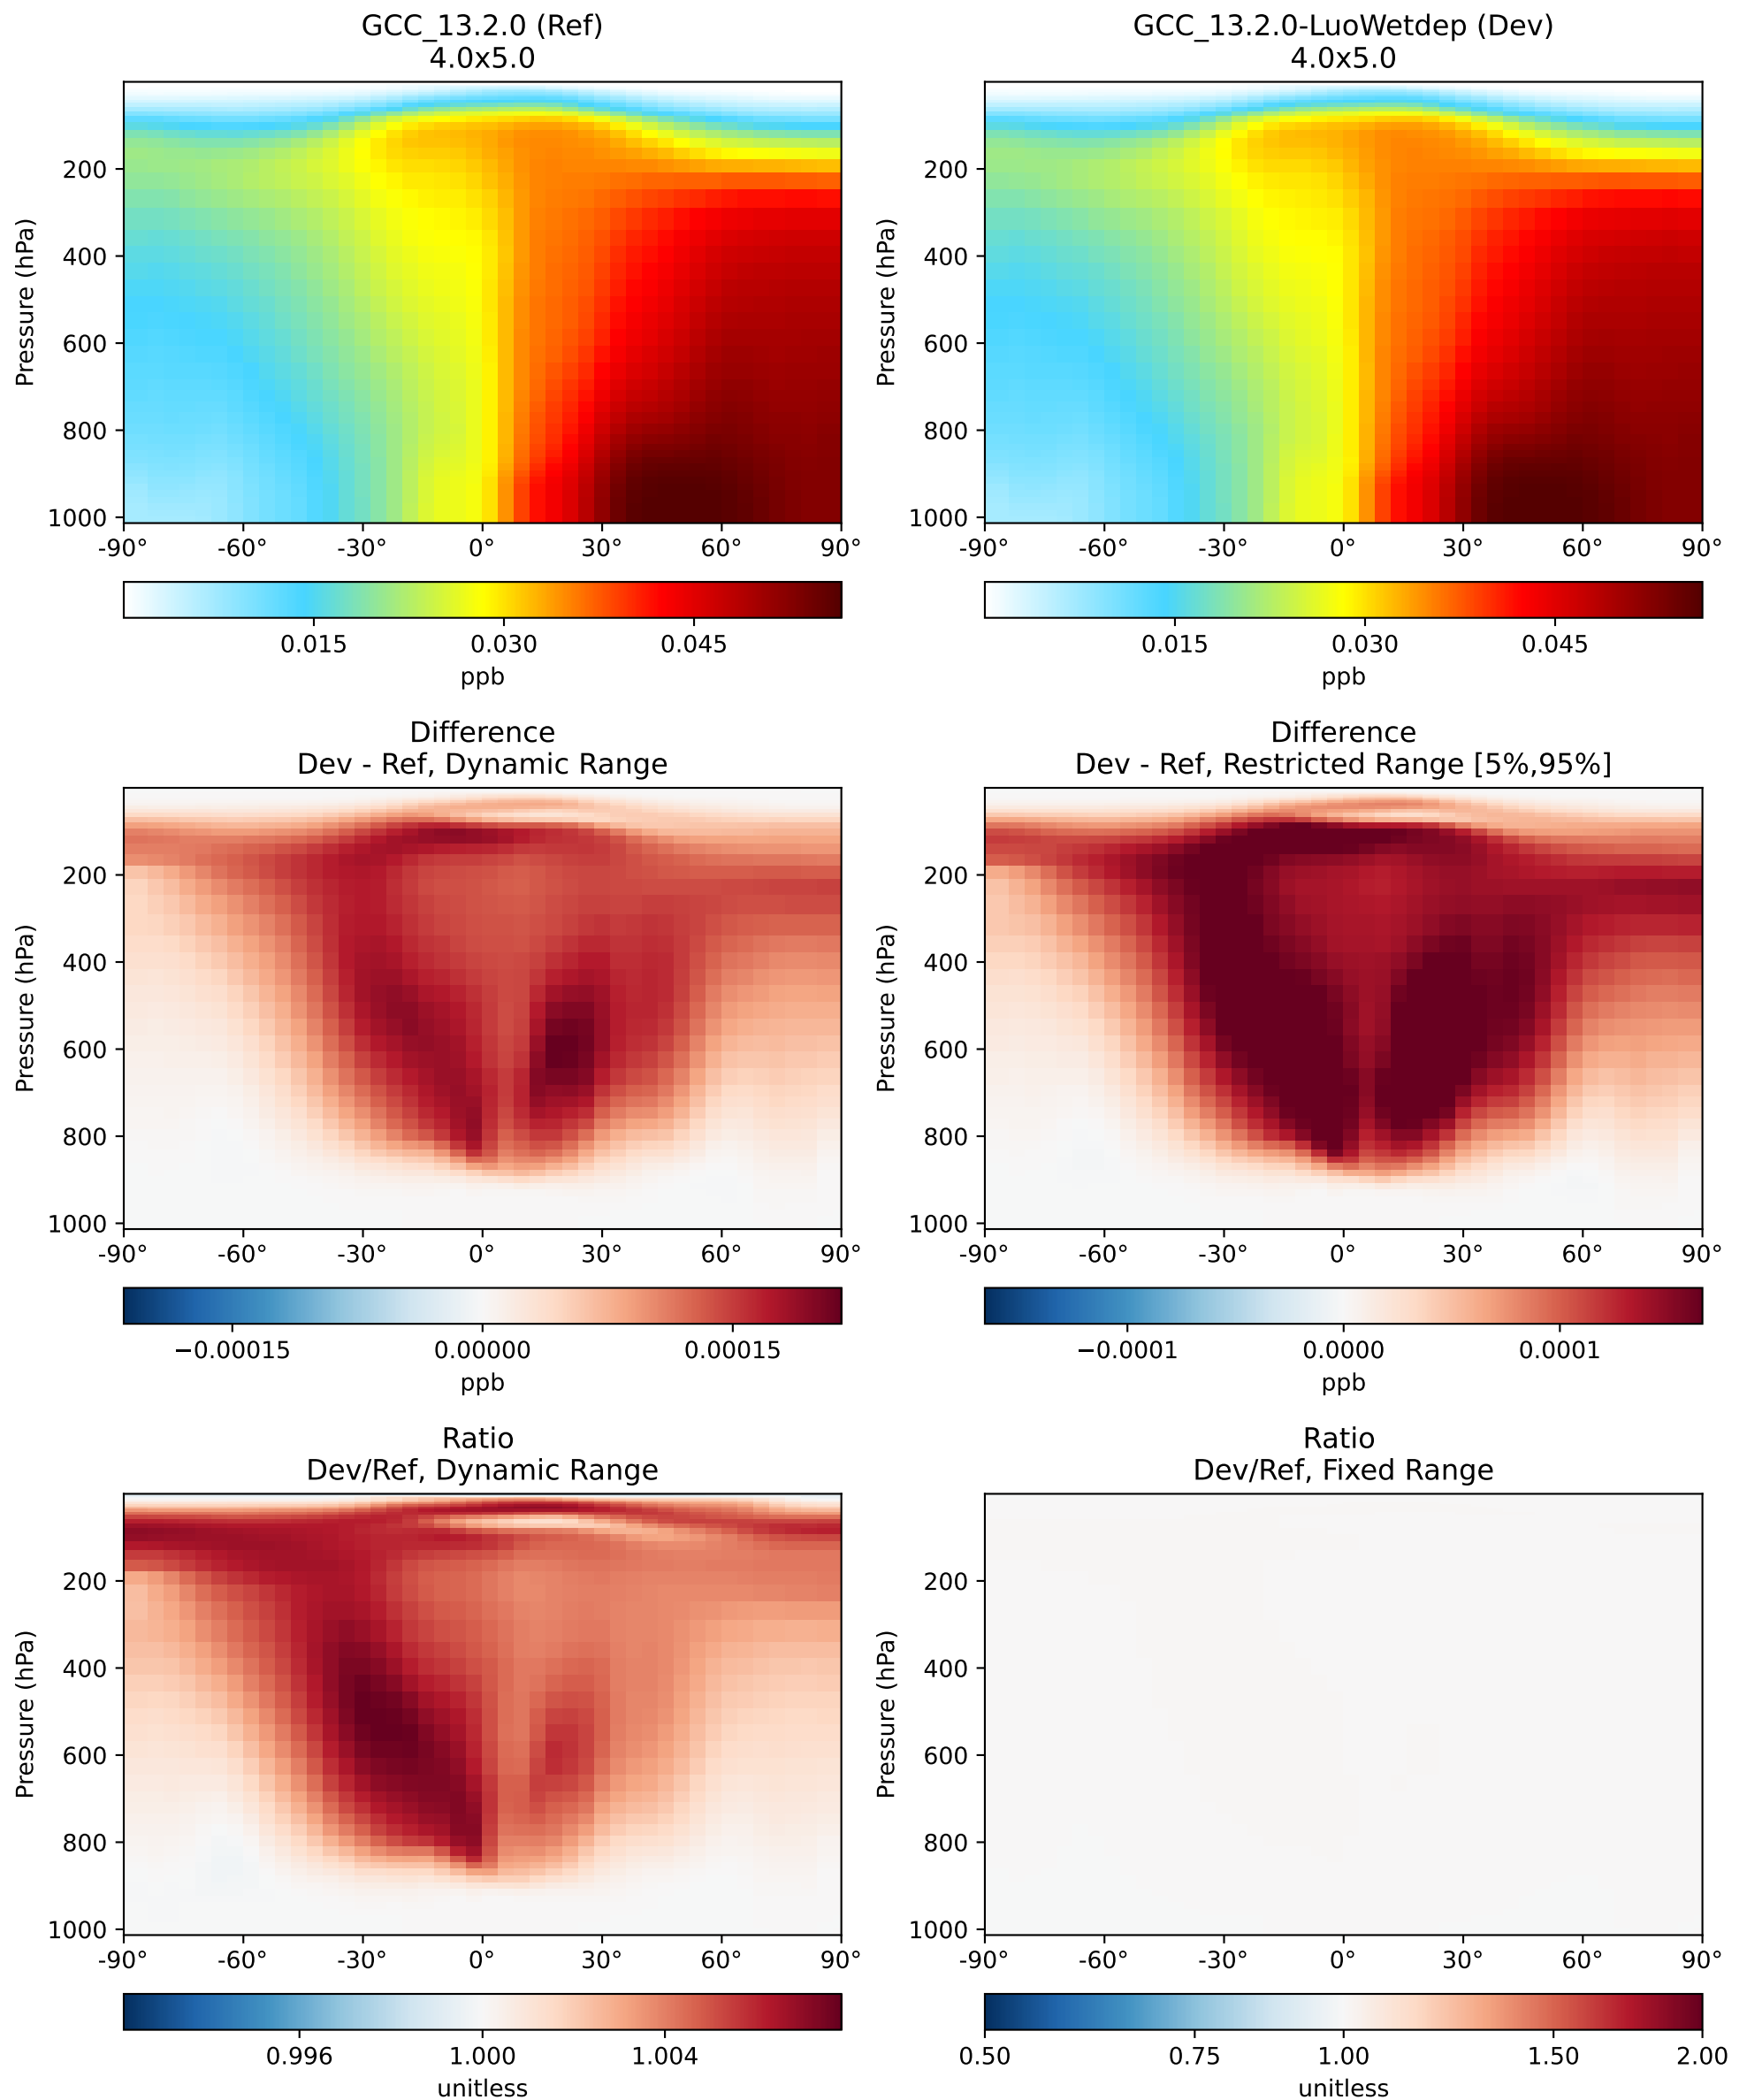 GCC_13.2.0 (Ref)
4.0x5.0
Pressure (hPa)
200
400
600
800
1000
-90° -60° -30° 0° 30° 60° 90°
0.015 0.030 0.045
ppb
GCC_13.2.0-LuoWetdep (Dev)
4.0x5.0
Pressure (hPa)
200
400
600
800
1000
-90° -60° -30° 0° 30° 60° 90°
0.015 0.030 0.045
ppb
Difference
Dev - Ref, Dynamic Range
Pressure (hPa)
200
400
600
800
1000
-90° -60° -30° 0° 30° 60° 90°
−0.00015 0.00000 0.00015
ppb
Difference
Dev - Ref, Restricted Range [5%,95%]
Pressure (hPa)
200
400
600
800
1000
-90° -60° -30° 0° 30° 60° 90°
−0.0001 0.0000 0.0001
ppb
Ratio
Dev/Ref, Dynamic Range
Pressure (hPa)
200
400
600
800
1000
-90° -60° -30° 0° 30° 60° 90°
0.996 1.000 1.004
unitless
Ratio
Dev/Ref, Fixed Range
Pressure (hPa)
200
400
600
800
1000
-90° -60° -30° 0° 30° 60° 90°
0.50 0.75 1.00 1.50 2.00
unitless